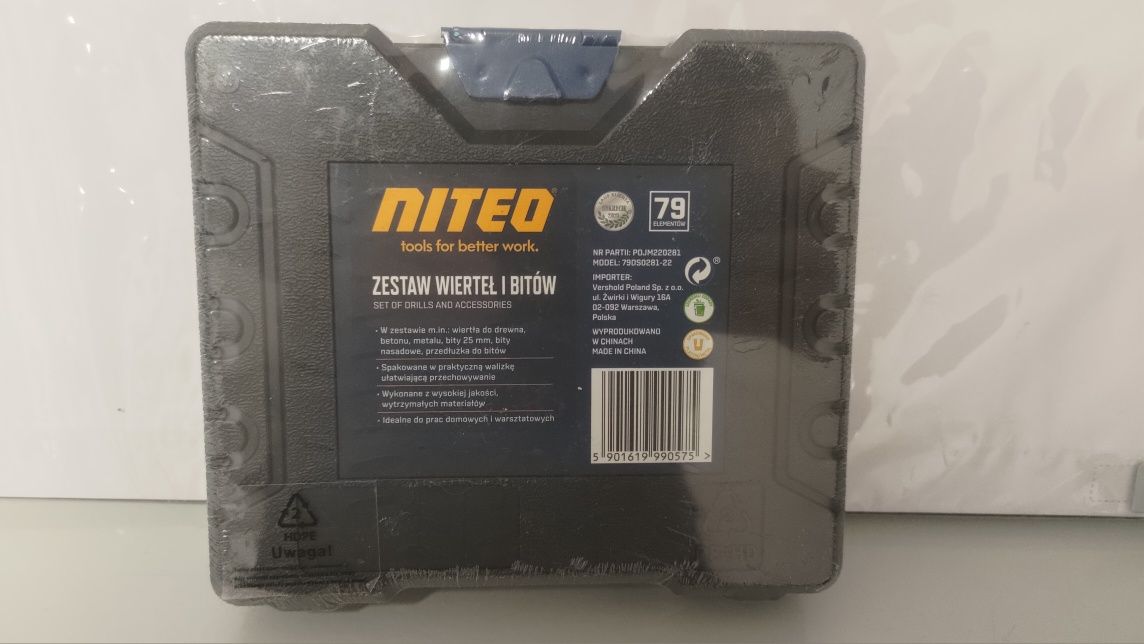 NITEO
tools for better work.
ZESTAW WIERTEŁ I BITÓW
SET OF DRILLS AND ACCESSORIES
• W zestawie m.in.: wiertła do drewna,
betonu, metalu, bity 25 mm, bity
nasadowe, przedłużka do bitów
• Spakowane w praktyczną walizkę
ułatwiającą przechowywanie
• Wykonane z wysokiej jakości,
wytrzymałych materiałów
• Idealne do prac domowych i warsztatowych
79
ELEMENTÓW
NR PARTII: POJM220281
MODEL: 79DS0281-22
IMPORTER:
Vershold Poland Sp. z o.o.
ul. Żwirki i Wigury 16A
02-092 Warszawa,
Polska
WYPRODUKOWANO
W CHINACH
MADE IN CHINA
5 901619 990575 >
2
HDPE
Uwaga!